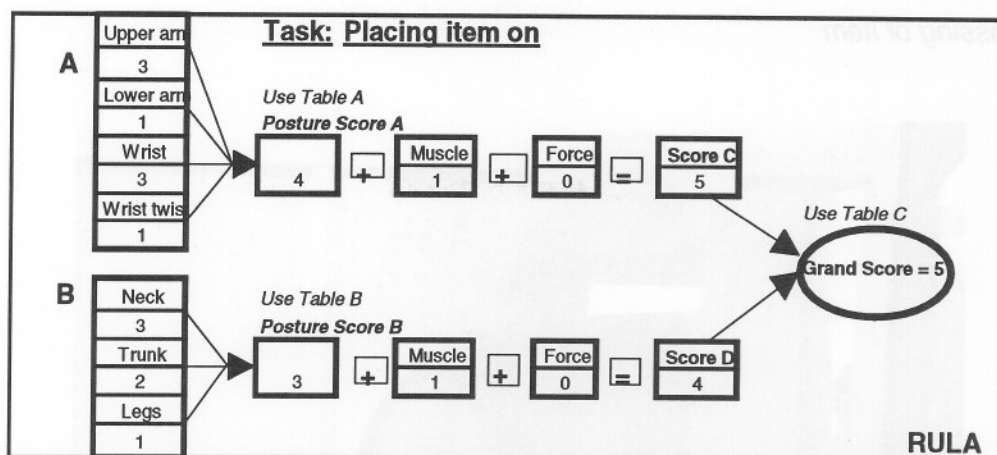 Task: Placing item on
A
Upper arm
3
Lower arm
1
Wrist
3
Wrist twis
1
Use Table A
Posture Score A
4
+
Muscle
1
+
Force
0
=
Score C
5
Use Table C
Grand Score = 5
B
Neck
3
Trunk
2
Legs
1
Use Table B
Posture Score B
3
+
Muscle
1
+
Force
0
=
Score D
4
RULA